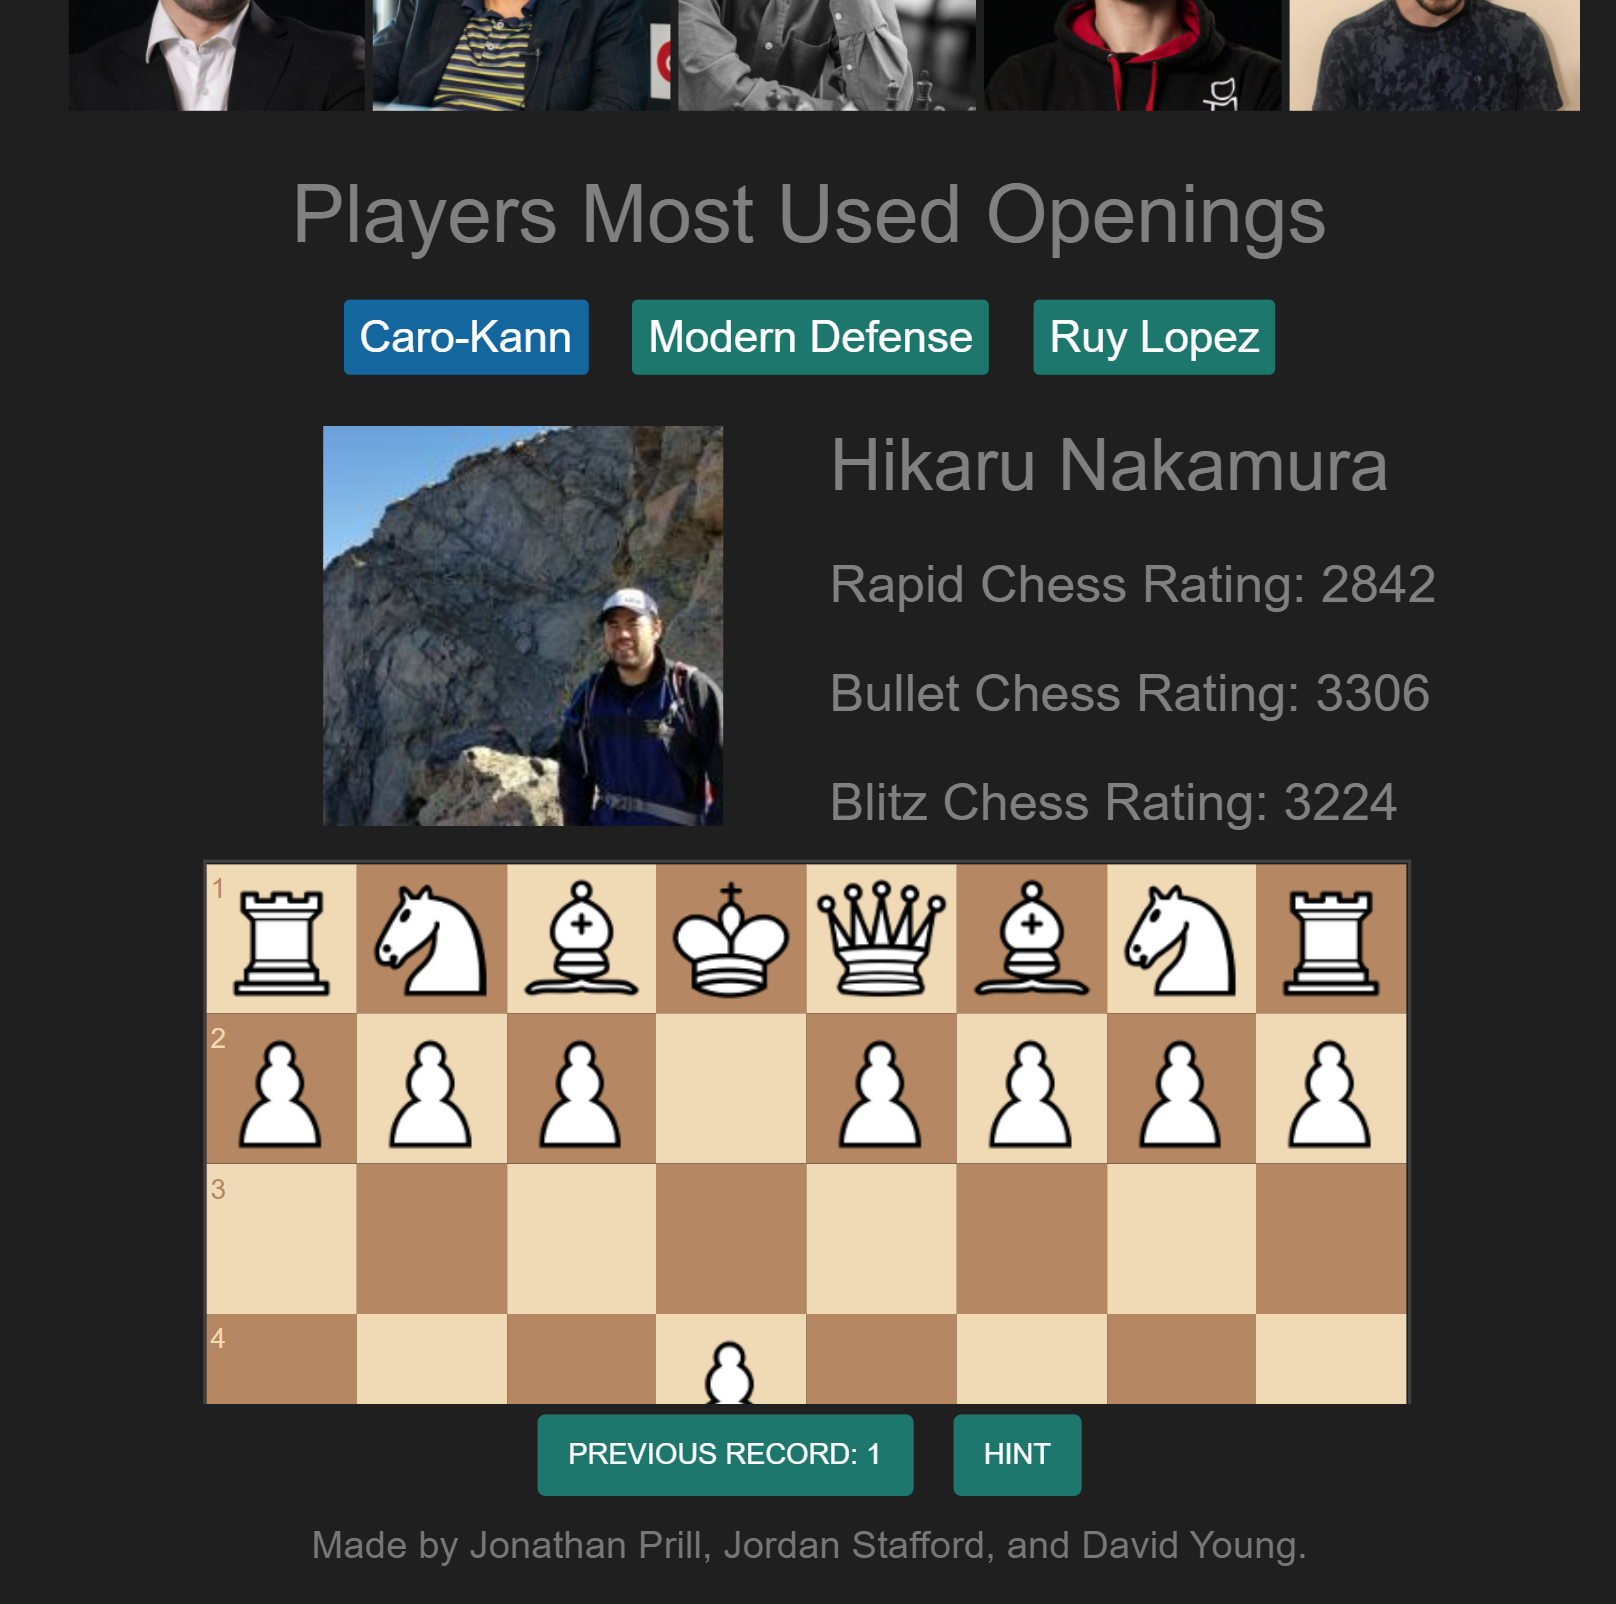 Players Most Used Openings
Caro-Kann
Modern Defense
Ruy Lopez
Hikaru Nakamura
Rapid Chess Rating: 2842
Bullet Chess Rating: 3306
Blitz Chess Rating: 3224
1
2
3
4
PREVIOUS RECORD: 1
HINT
Made by Jonathan Prill, Jordan Stafford, and David Young.